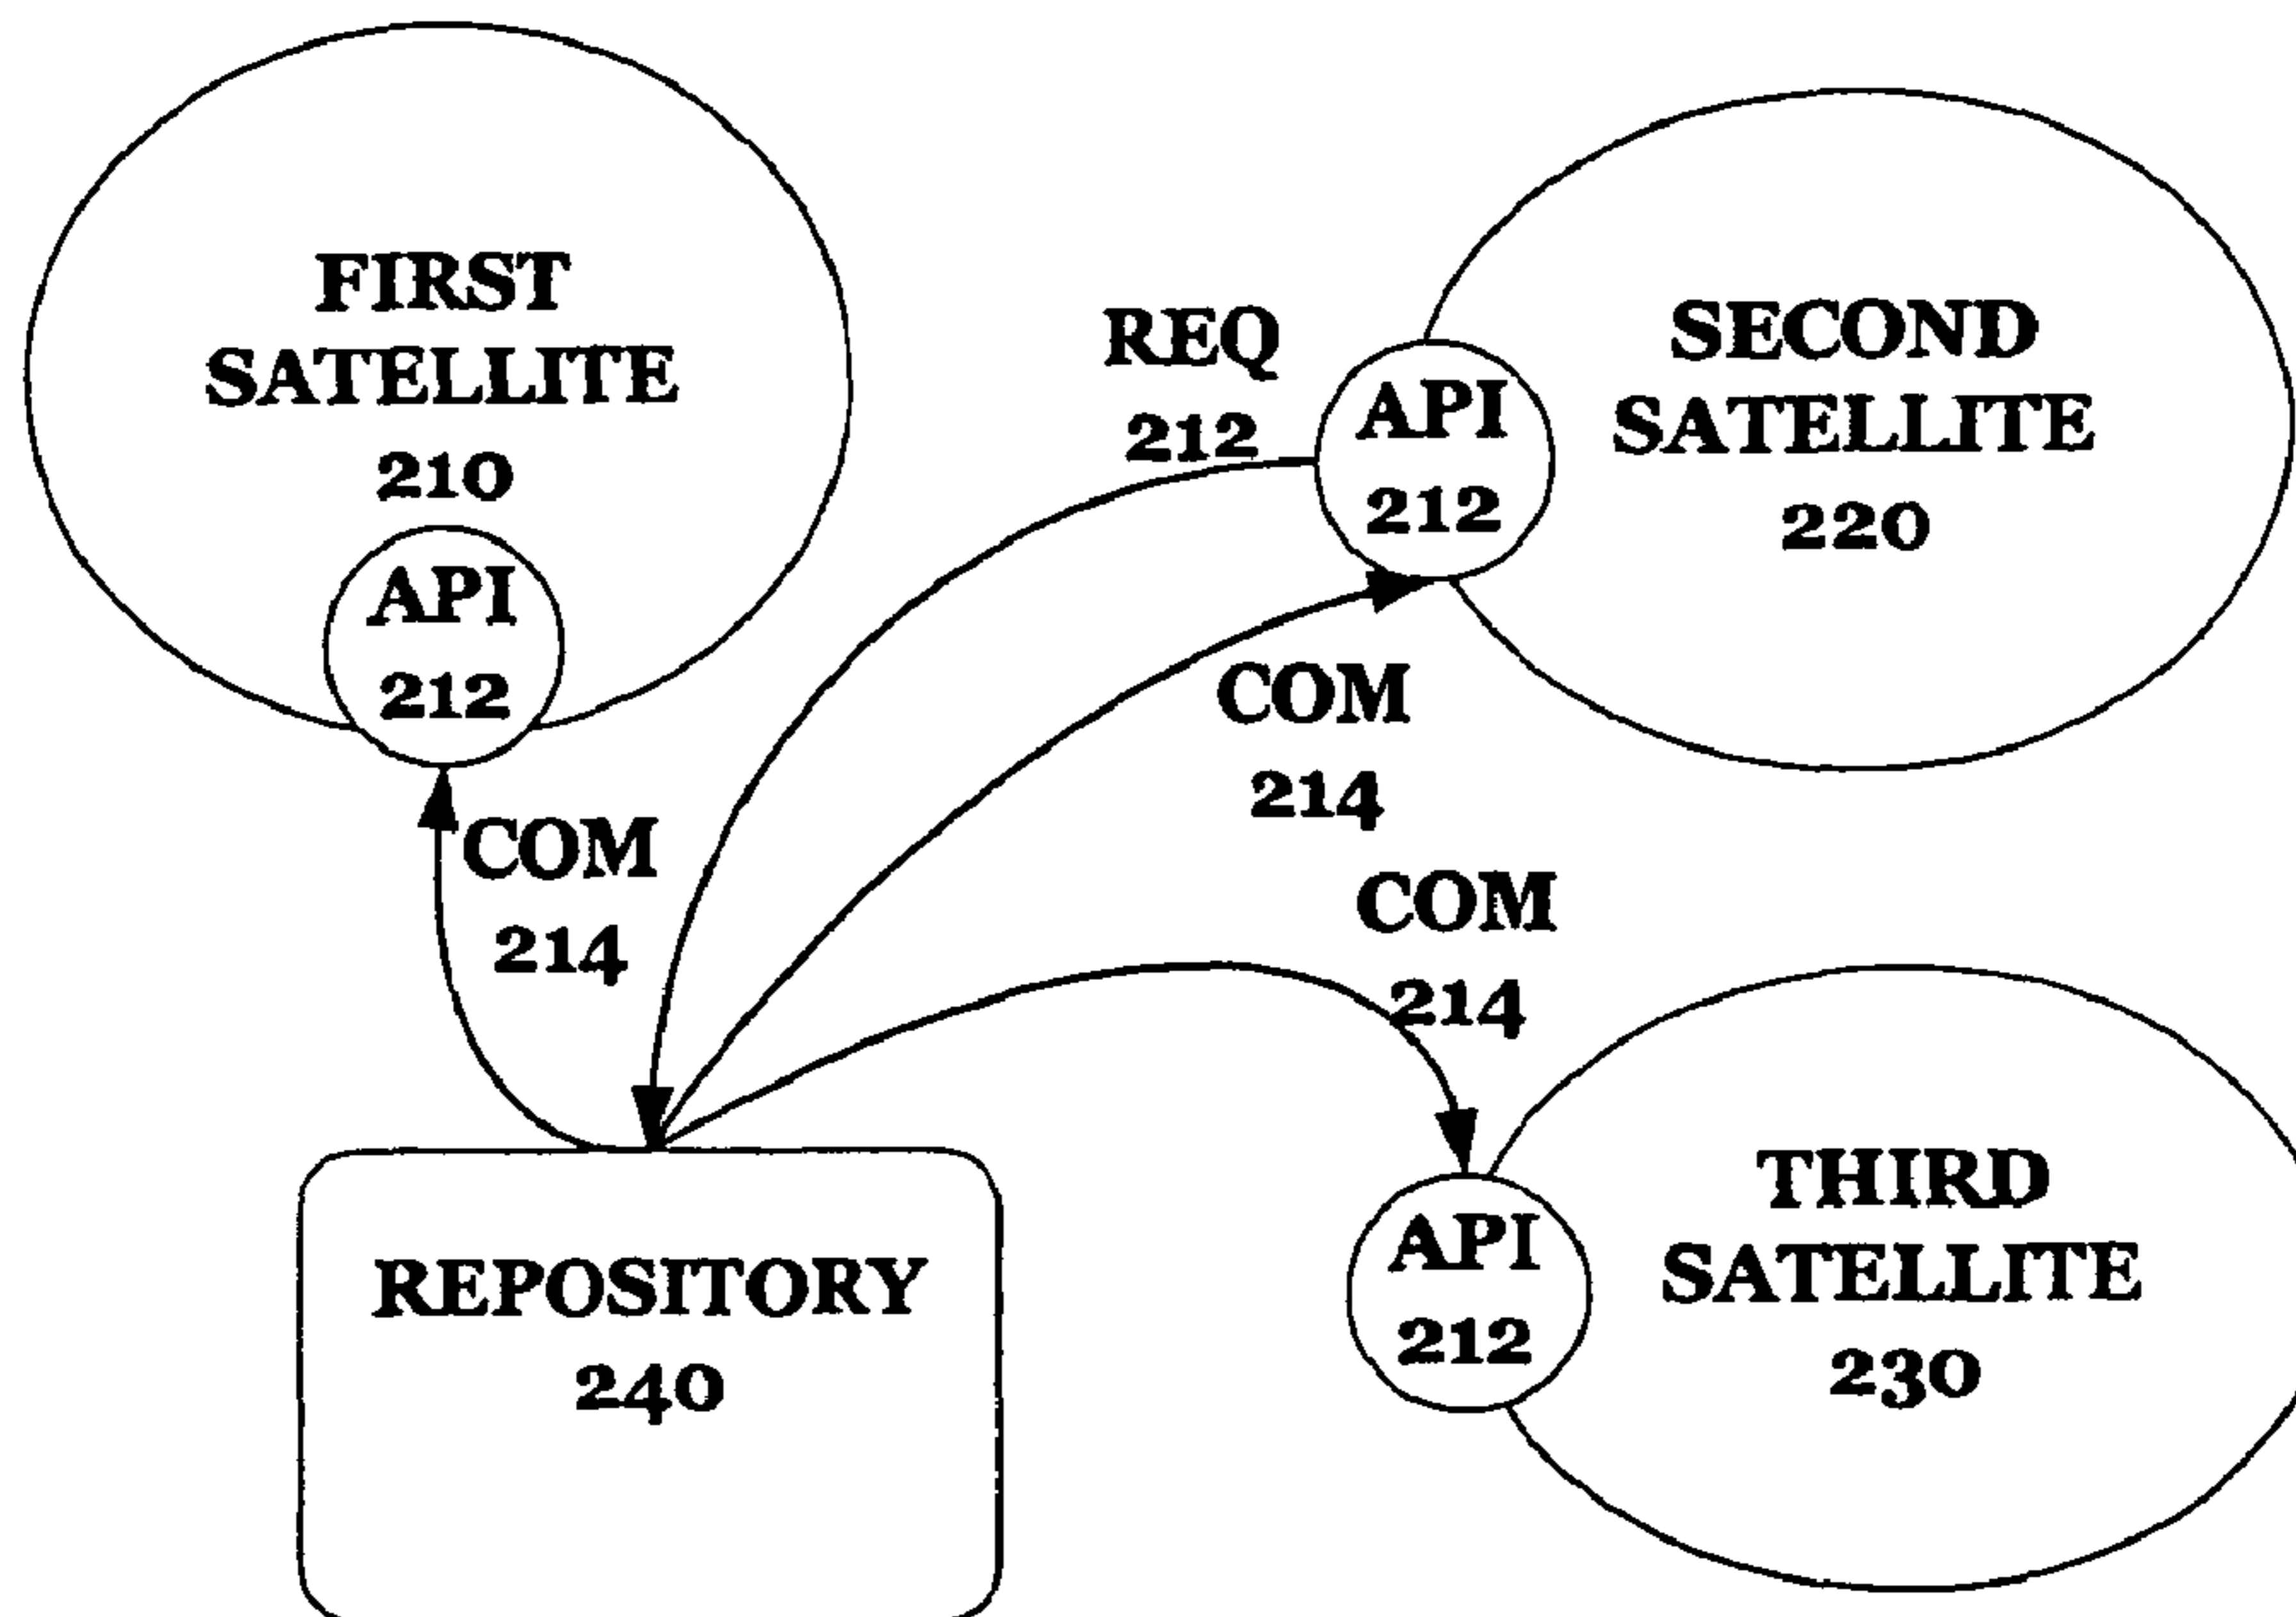 FIRST
SATELLITE
210
API
212
REQ
212
API
212
SECOND
SATELLITE
220
COM
214
COM
214
COM
214
REPOSITORY
240
API
212
THIRD
SATELLITE
230